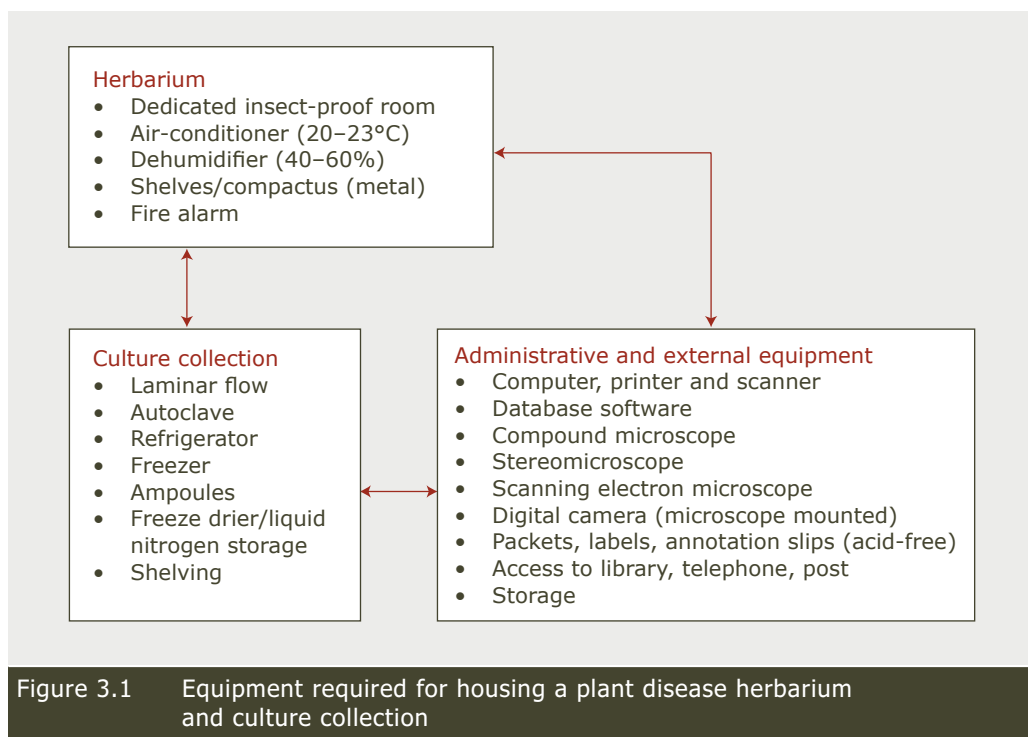 Herbarium
• Dedicated insect-proof room
• Air-conditioner (20–23°C)
• Dehumidifier (40–60%)
• Shelves/compactus (metal)
• Fire alarm
Culture collection
• Laminar flow
• Autoclave
• Refrigerator
• Freezer
• Ampoules
• Freeze drier/liquid
nitrogen storage
• Shelving
Administrative and external equipment
• Computer, printer and scanner
• Database software
• Compound microscope
• Stereomicroscope
• Scanning electron microscope
• Digital camera (microscope mounted)
• Packets, labels, annotation slips (acid-free)
• Access to library, telephone, post
• Storage
Figure 3.1 Equipment required for housing a plant disease herbarium
and culture collection